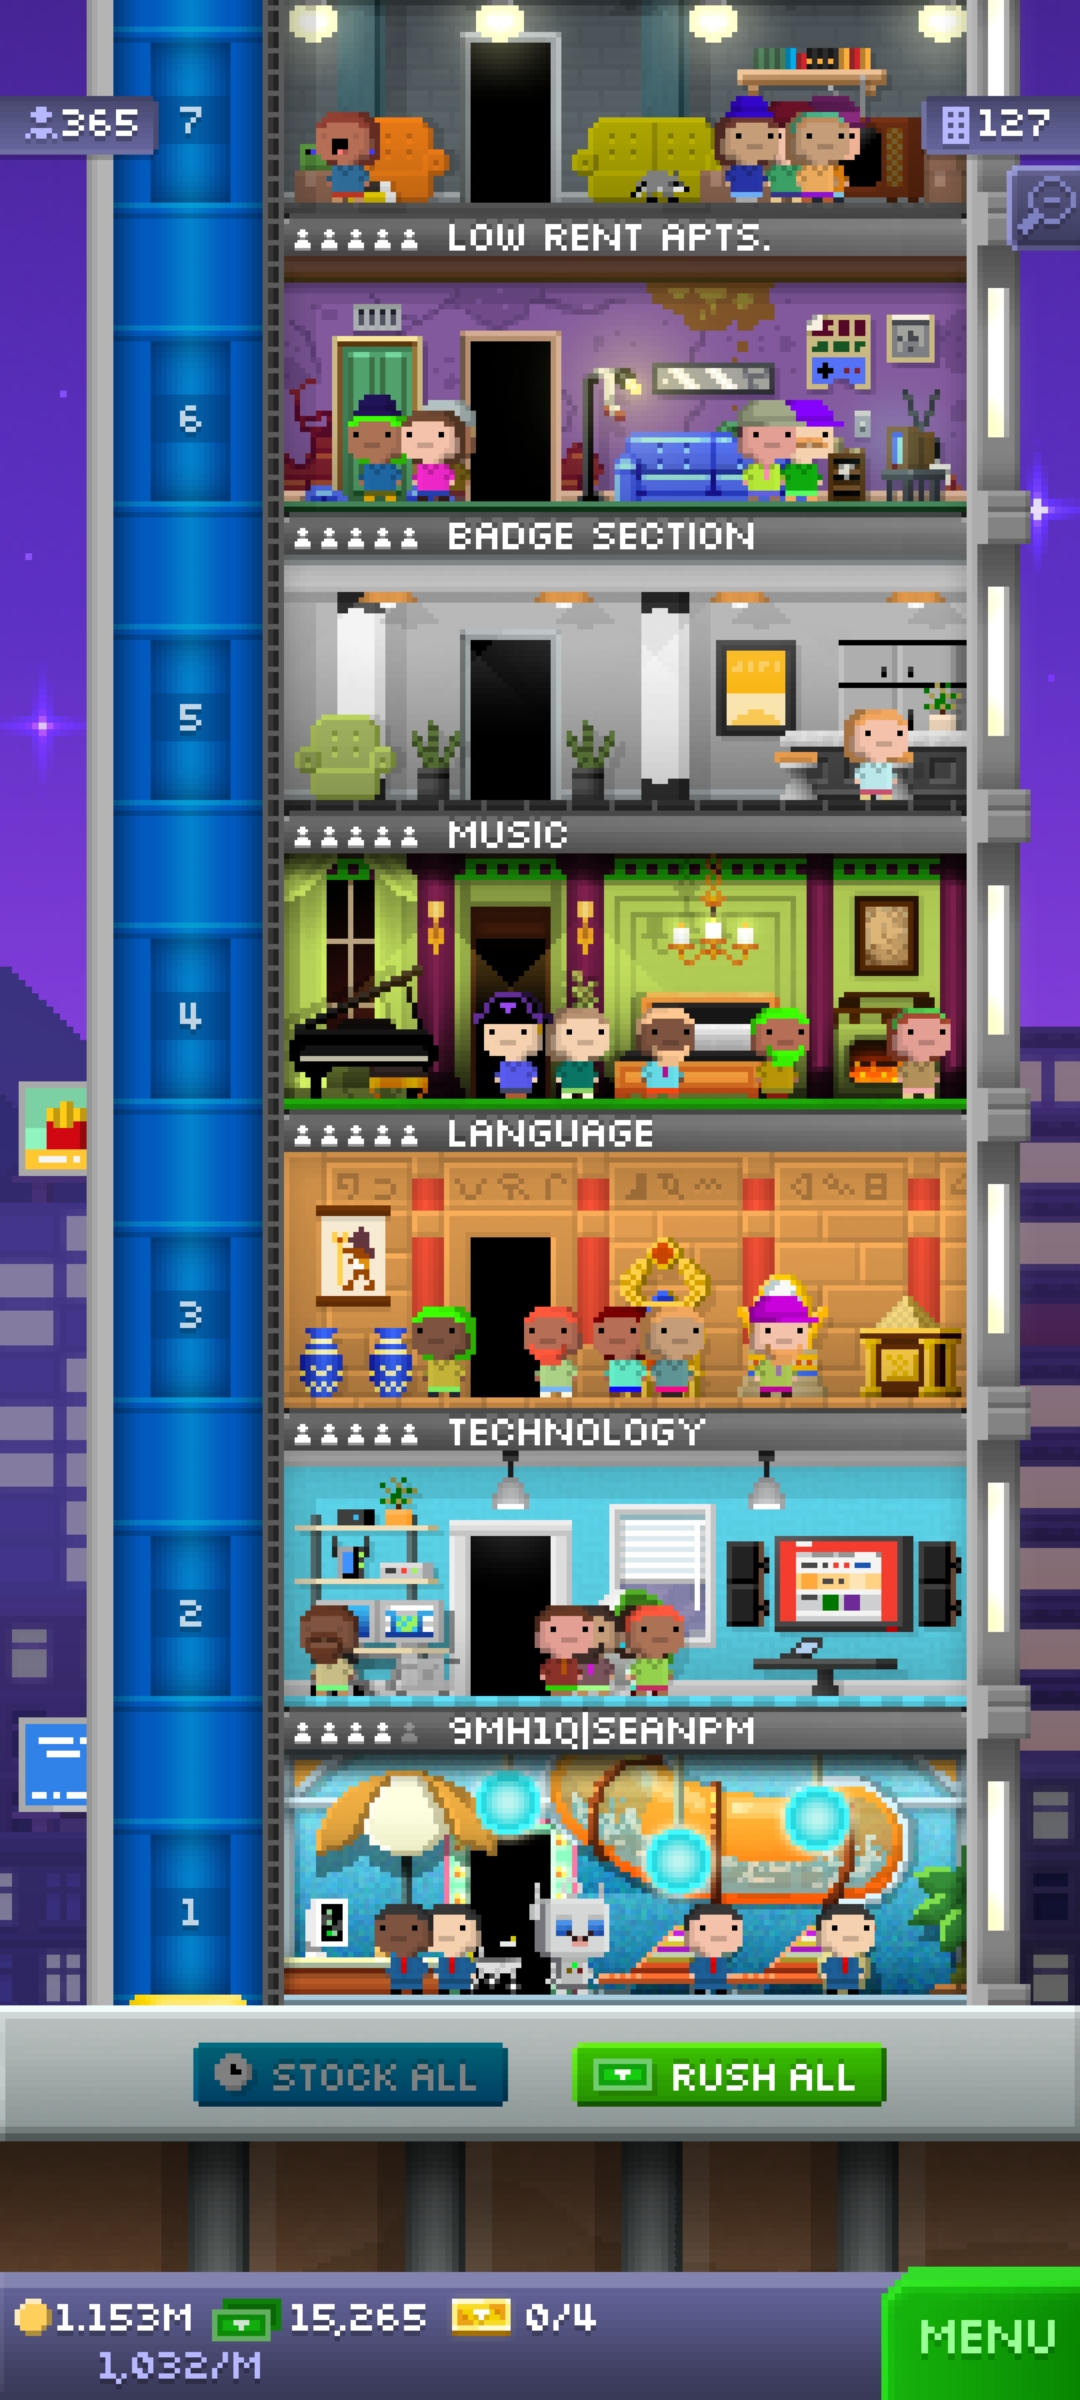 7
365
127
LOW RENT APTS.
6
BADGE SECTION
5
MUSIC
4
LANGUAGE
3
TECHNOLOGY
2
9MH1Q|SEANPM
1
STOCK ALL
RUSH ALL
1.153M 15,265 0/4
1,032/M
MENU